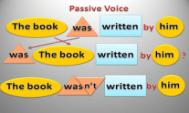 Passive Voice
The book was written by him
was The book written by him ?
The book wasn't written by him